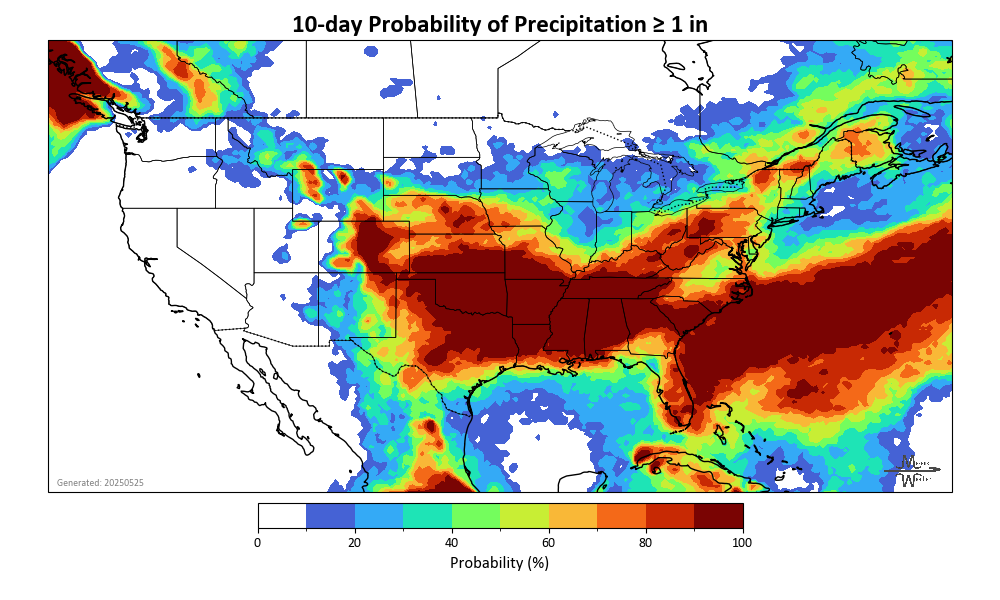 10-day Probability of Precipitation ≥ 1 in
Generated: 20250525
0 20 40 60 80 100
Probability (%)